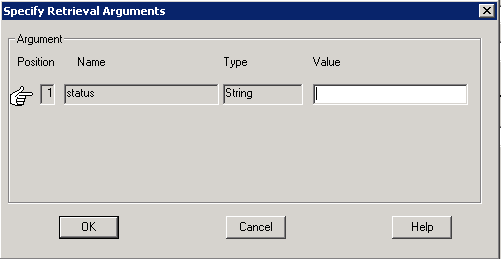 Specify Retrieval Arguments
Argument
Position Name Type Value
1 status String
OK Cancel Help